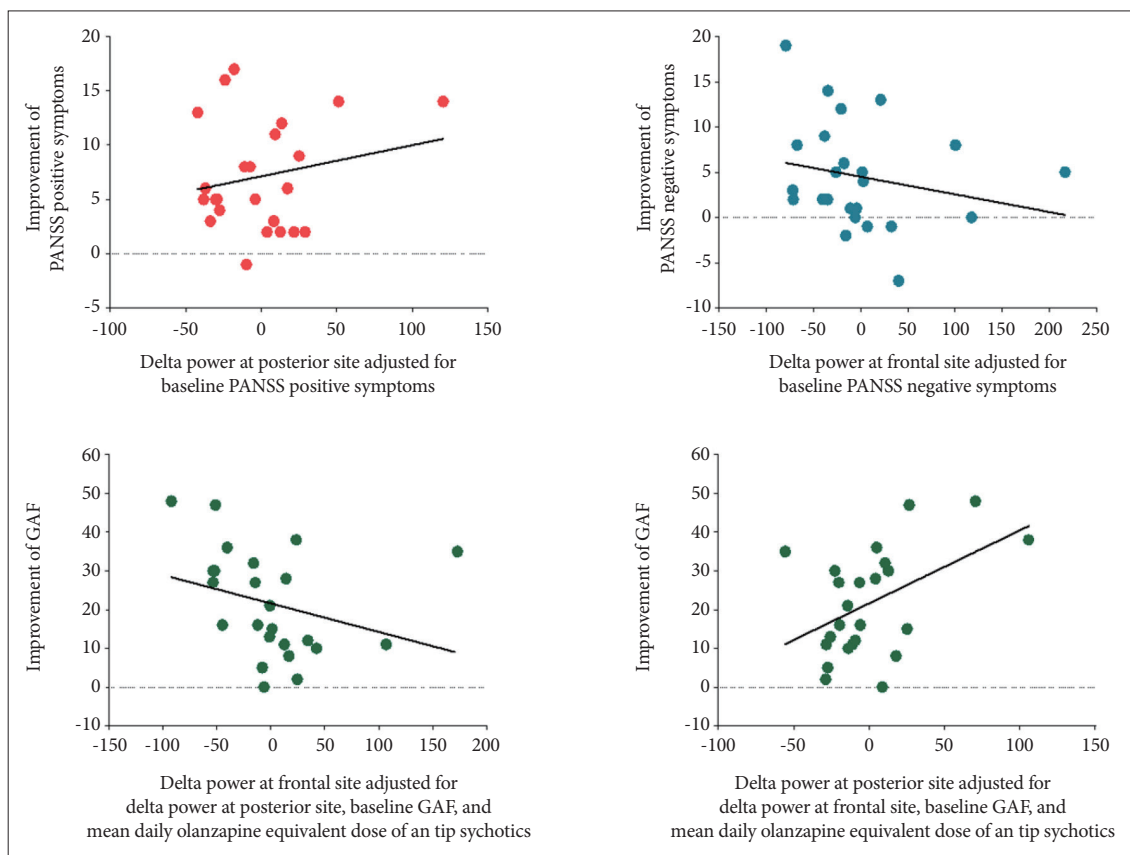 20
15
10
5
0
-5
Improvement of
PANSS positive symptoms
-100 -50 0 50 100 150
Delta power at posterior site adjusted for
baseline PANSS positive symptoms
20
15
10
5
0
-5
-10
Improvement of
PANSS negative symptoms
-150 -100 -50 0 50 100 150 200 250
Delta power at frontal site adjusted for
baseline PANSS negative symptoms
60
50
40
30
20
10
0
-10
Improvement of GAF
-150 -100 -50 0 50 100 150 200
Delta power at frontal site adjusted for
delta power at posterior site, baseline GAF, and
mean daily olanzapine equivalent dose of an tip sychotics
60
50
40
30
20
10
0
-10
Improvement of GAF
-100 -50 0 50 100 150
Delta power at posterior site adjusted for
delta power at frontal site, baseline GAF, and
mean daily olanzapine equivalent dose of an tip sychotics